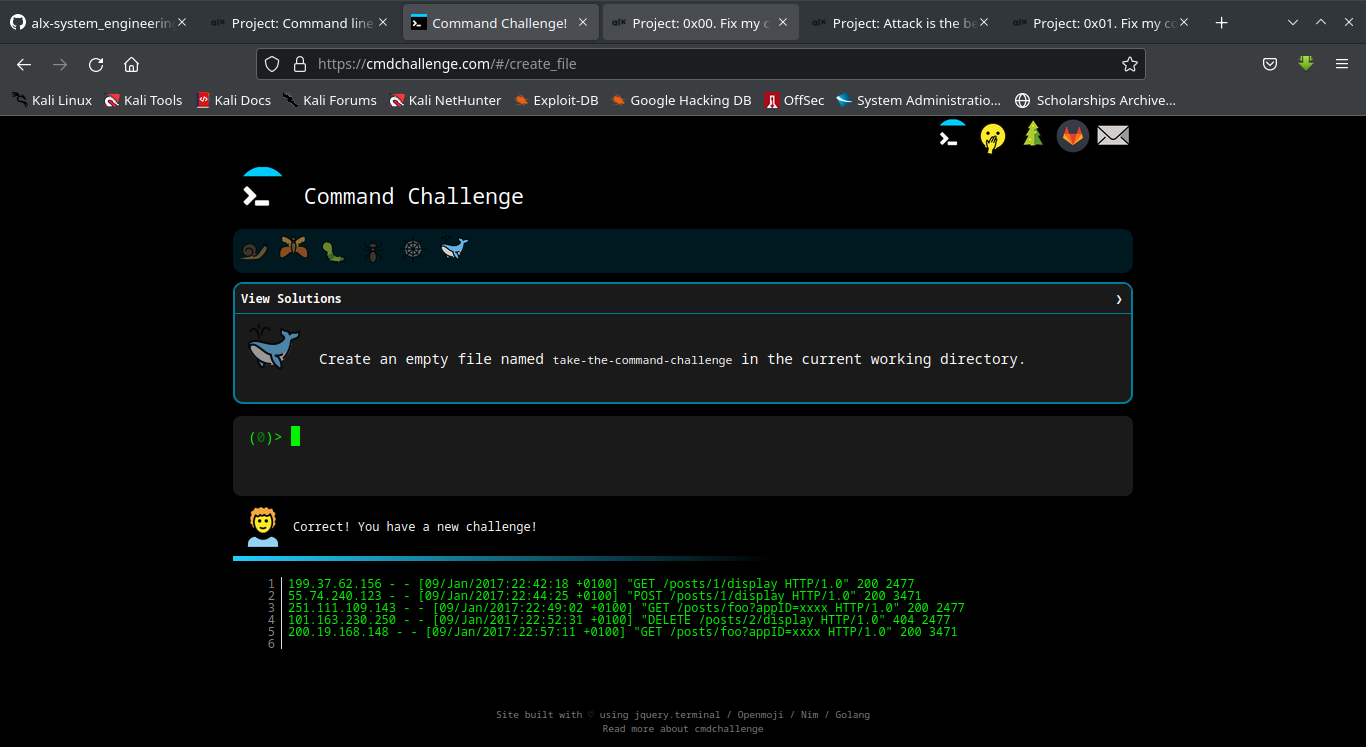 alx-system_engineerin
Project: Command line
Command Challenge!
Project: 0x00. Fix my c
Project: Attack is the be
Project: 0x01. Fix my co
https://cmdchallenge.com/#/create_file
Kali Linux
Kali Tools
Kali Docs
Kali Forums
Kali NetHunter
Exploit-DB
Google Hacking DB
OffSec
System Administratio...
Scholarships Archive...
Command Challenge
View Solutions
Create an empty file named take-the-command-challenge in the current working directory.
(0)>
Correct! You have a new challenge!
1 199.37.62.156 - - [09/Jan/2017:22:42:18 +0100] "GET /posts/1/display HTTP/1.0" 200 2477
2 55.74.240.123 - - [09/Jan/2017:22:44:25 +0100] "POST /posts/1/display HTTP/1.0" 200 3471
3 251.111.109.143 - - [09/Jan/2017:22:49:02 +0100] "GET /posts/foo?appID=xxxx HTTP/1.0" 200 2477
4 101.163.230.250 - - [09/Jan/2017:22:52:31 +0100] "DELETE /posts/2/display HTTP/1.0" 404 2477
5 200.19.168.148 - - [09/Jan/2017:22:57:11 +0100] "GET /posts/foo?appID=xxxx HTTP/1.0" 200 3471
6
Site built with ♡ using jquery.terminal / Openmoji / Nim / Golang
Read more about cmdchallenge